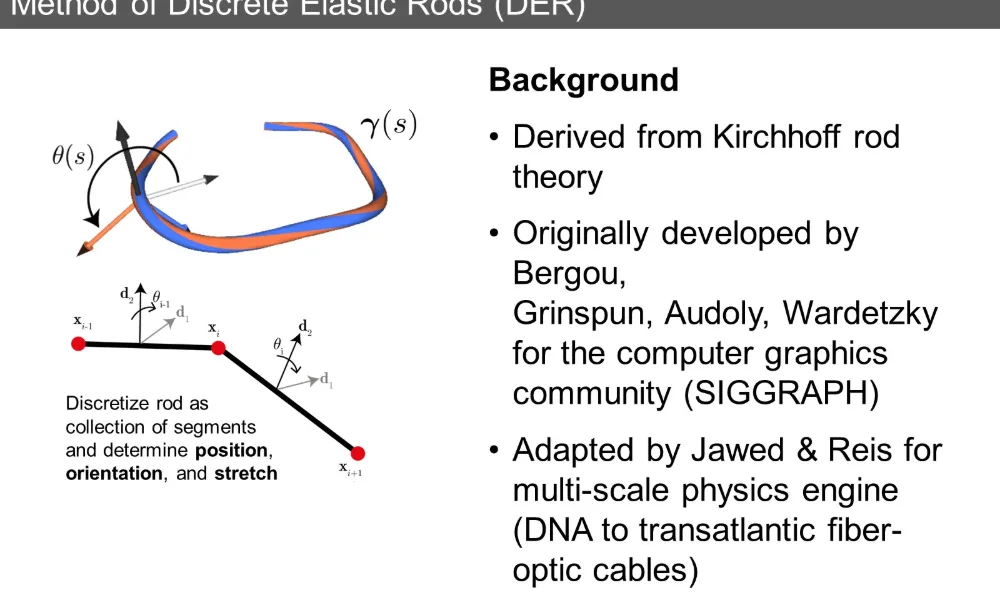 Method of Discrete Elastic Rods (DER)
θ(s)
γ(s)
d₂
θᵢ₋₁
d₁
xᵢ₋₁
xᵢ
d₂
θᵢ
d₁
xᵢ₊₁
Discretize rod as
collection of segments
and determine position,
orientation, and stretch
Background
• Derived from Kirchhoff rod
theory
• Originally developed by
Bergou,
Grinspun, Audoly, Wardetzky
for the computer graphics
community (SIGGRAPH)
• Adapted by Jawed & Reis for
multi-scale physics engine
(DNA to transatlantic fiber-
optic cables)